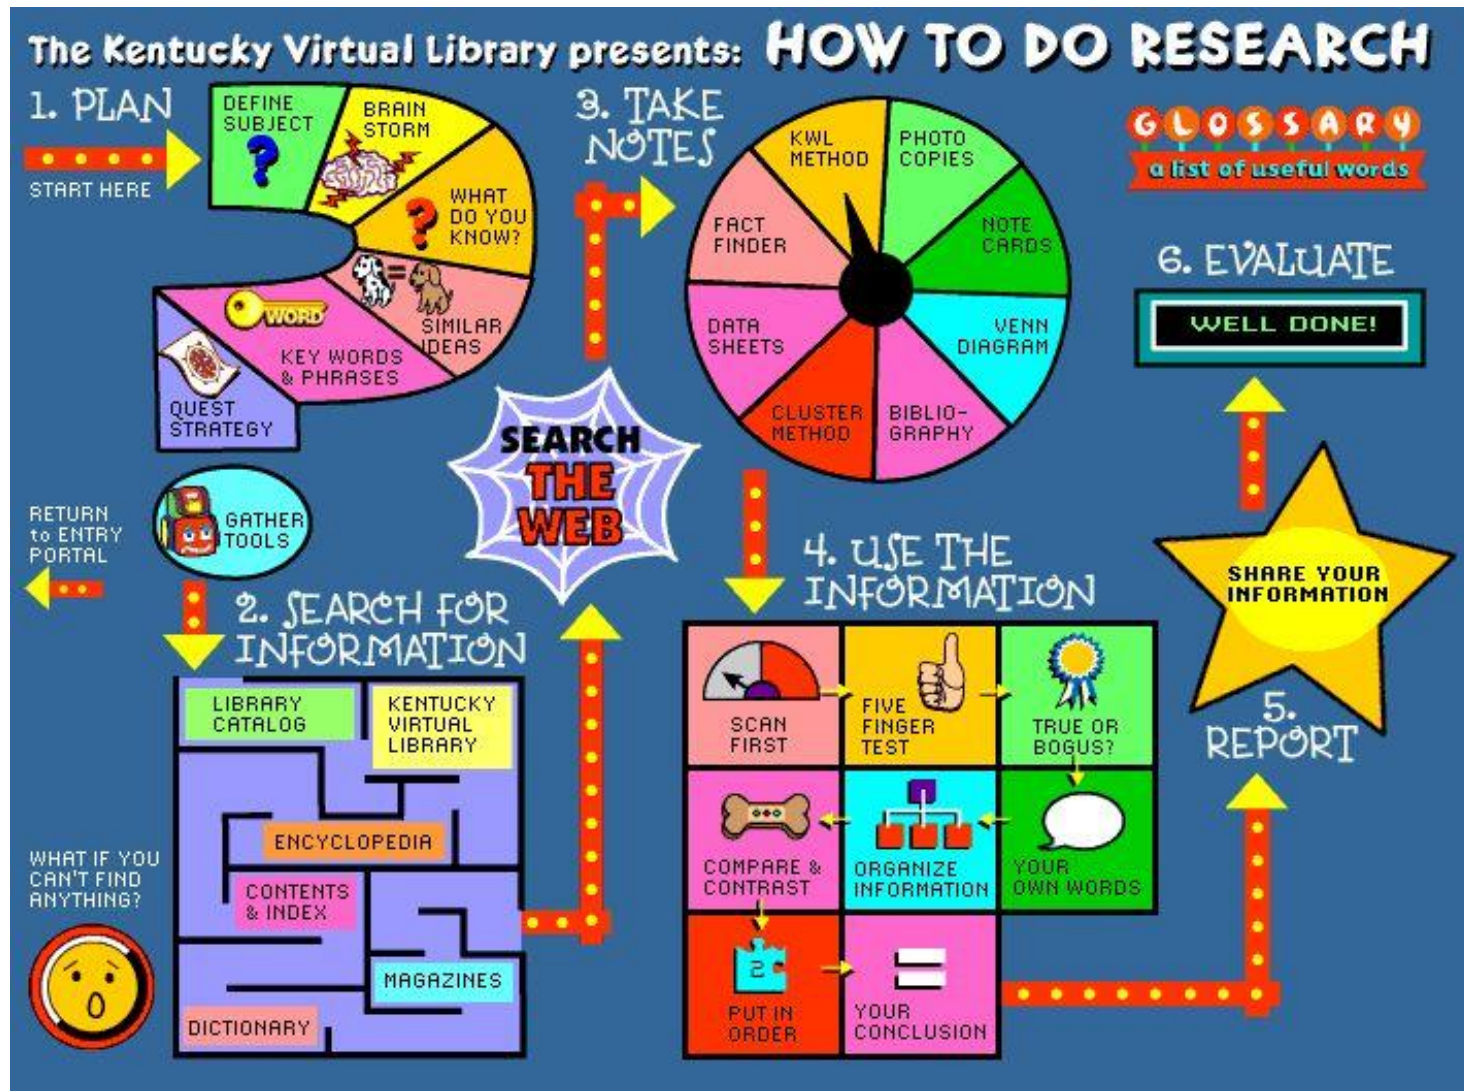 The Kentucky Virtual Library presents: HOW TO DO RESEARCH
1. PLAN
START HERE
DEFINE
SUBJECT
?
BRAIN
STORM
?
WHAT
DO YOU
KNOW?
=
SIMILAR
IDEAS
WORD
KEY WORDS
& PHRASES
QUEST
STRATEGY
GATHER
TOOLS
RETURN
to ENTRY
PORTAL
2. SEARCH FOR
INFORMATION
LIBRARY
CATALOG
KENTUCKY
VIRTUAL
LIBRARY
ENCYCLOPEDIA
CONTENTS
& INDEX
MAGAZINES
DICTIONARY
WHAT IF YOU
CAN'T FIND
ANYTHING?
SEARCH
THE
WEB
3. TAKE
NOTES
KWL
METHOD
PHOTO
COPIES
NOTE
CARDS
VENN
DIAGRAM
BIBLIO-
GRAPHY
CLUSTER
METHOD
DATA
SHEETS
FACT
FINDER
4. USE THE
INFORMATION
SCAN
FIRST
FIVE
FINGER
TEST
TRUE OR
BOGUS?
YOUR
OWN WORDS
ORGANIZE
INFORMATION
COMPARE &
CONTRAST
2
PUT IN
ORDER
=
YOUR
CONCLUSION
5.
REPORT
SHARE YOUR
INFORMATION
6. EVALUATE
WELL DONE!
GLOSSARY
a list of useful words